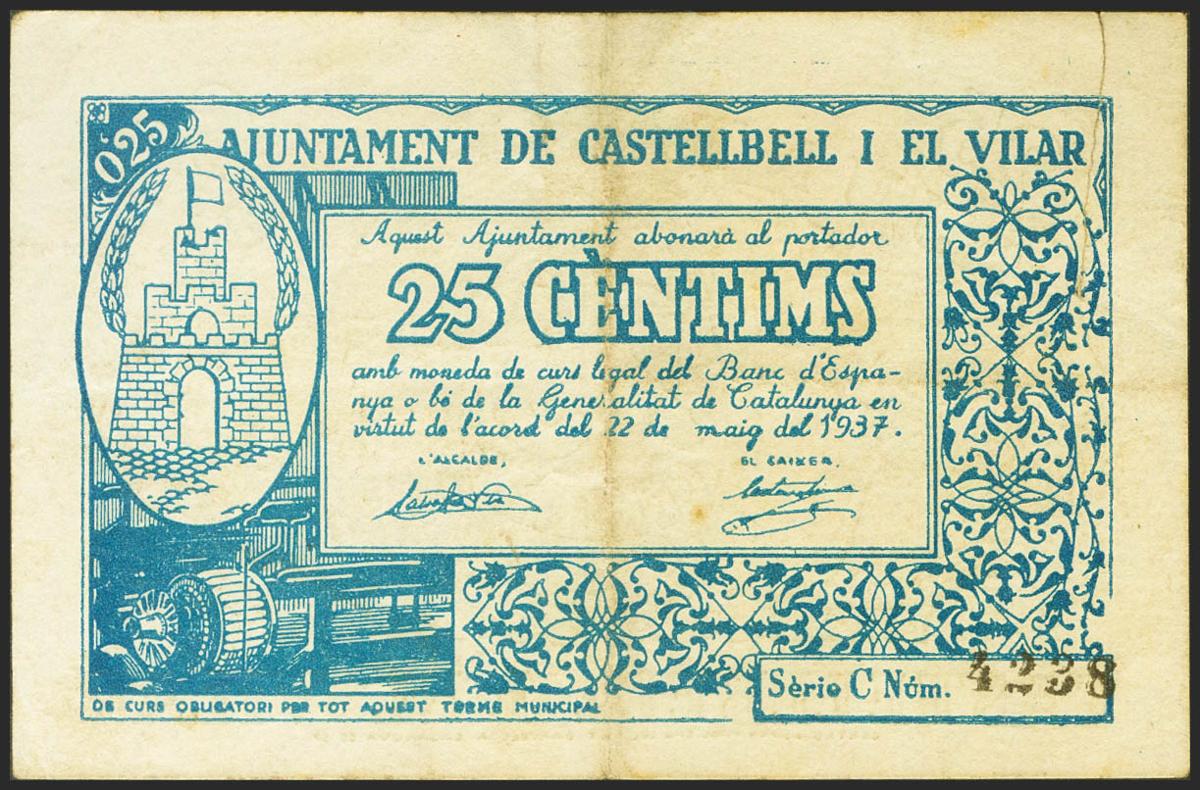 0'25
AJUNTAMENT DE CASTELLBELL I EL VILAR
Aquest Ajuntament abonarà al portador
25 CÈNTIMS
amb moneda de curs legal del Banc d'Espa-
nya o bé de la Generalitat de Catalunya en
virtut de l'acord del 22 de maig del 1937.
L'ALCALDE, EL CAIXER,
Sèrie C Núm. 4238
DE CURS OBLIGATORI PER TOT AQUEST TERME MUNICIPAL